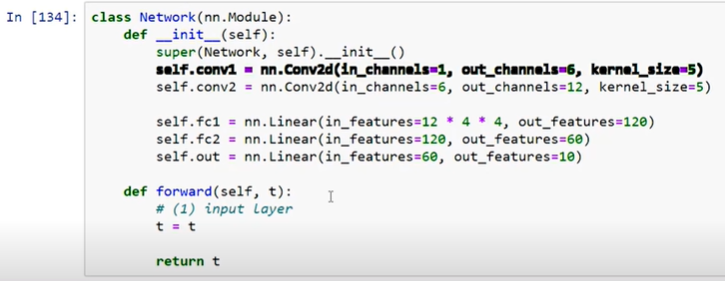 In [134]: class Network(nn.Module):
    def __init__(self):
        super(Network, self).__init__()
        self.conv1 = nn.Conv2d(in_channels=1, out_channels=6, kernel_size=5)
        self.conv2 = nn.Conv2d(in_channels=6, out_channels=12, kernel_size=5)

        self.fc1 = nn.Linear(in_features=12 * 4 * 4, out_features=120)
        self.fc2 = nn.Linear(in_features=120, out_features=60)
        self.out = nn.Linear(in_features=60, out_features=10)

    def forward(self, t):
        # (1) input layer
        t = t

        return t